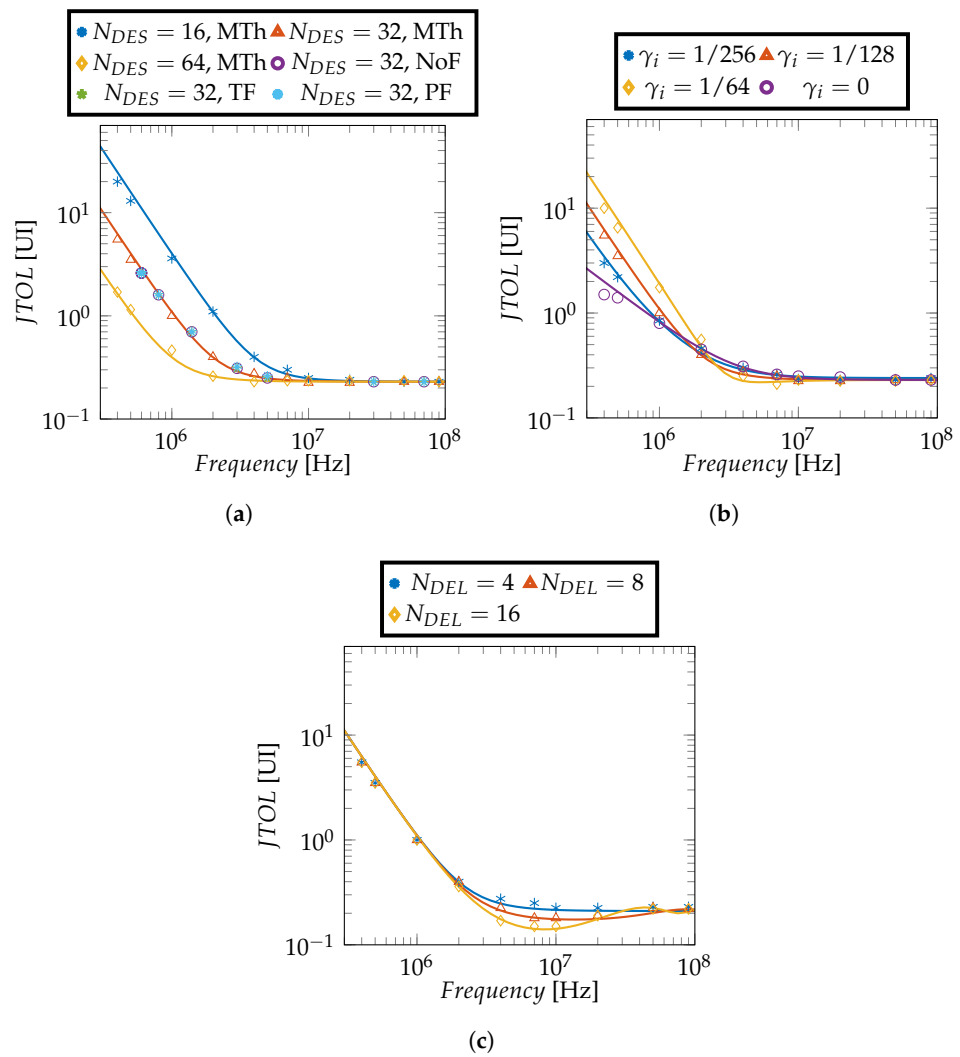 N_DES = 16, MTh N_DES = 32, MTh
N_DES = 64, MTh N_DES = 32, NoF
N_DES = 32, TF N_DES = 32, PF
10^1
10^0
10^−1
JTOL [UI]
10^6 10^7 10^8
Frequency [Hz]
(a)
γ_i = 1/256 γ_i = 1/128
γ_i = 1/64 γ_i = 0
10^1
10^0
10^−1
JTOL [UI]
10^6 10^7 10^8
Frequency [Hz]
(b)
N_DEL = 4 N_DEL = 8
N_DEL = 16
10^1
10^0
10^−1
JTOL [UI]
10^6 10^7 10^8
Frequency [Hz]
(c)